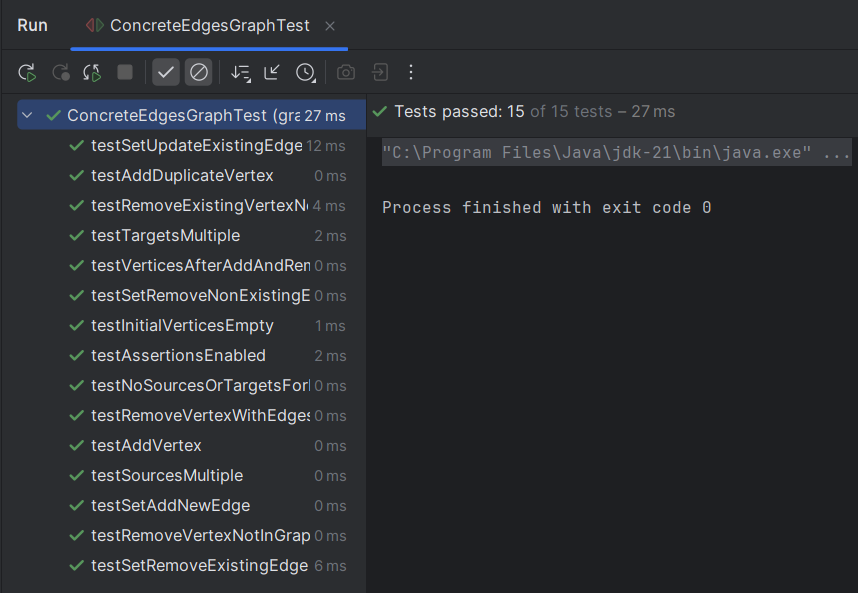 Run ConcreteEdgesGraphTest
ConcreteEdgesGraphTest (gra 27 ms
testSetUpdateExistingEdge 12 ms
testAddDuplicateVertex 0 ms
testRemoveExistingVertexN 4 ms
testTargetsMultiple 2 ms
testVerticesAfterAddAndRem 0 ms
testSetRemoveNonExistingE 0 ms
testInitialVerticesEmpty 1 ms
testAssertionsEnabled 2 ms
testNoSourcesOrTargetsFor 0 ms
testRemoveVertexWithEdges 0 ms
testAddVertex 0 ms
testSourcesMultiple 0 ms
testSetAddNewEdge 0 ms
testRemoveVertexNotInGrap 0 ms
testSetRemoveExistingEdge 6 ms
Tests passed: 15 of 15 tests – 27 ms
"C:\Program Files\Java\jdk-21\bin\java.exe" ...
Process finished with exit code 0